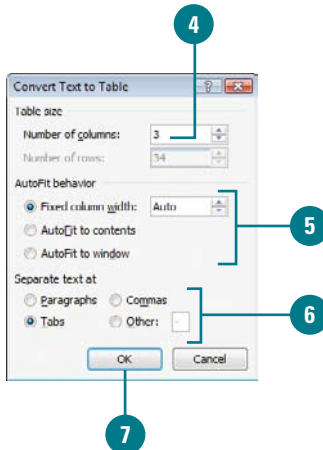 4
Convert Text to Table
Table size
Number of columns: 3
Number of rows: 34
AutoFit behavior
Fixed column width: Auto
AutoFit to contents
AutoFit to window
5
Separate text at
Paragraphs Commas
Tabs Other: -
6
OK Cancel
7